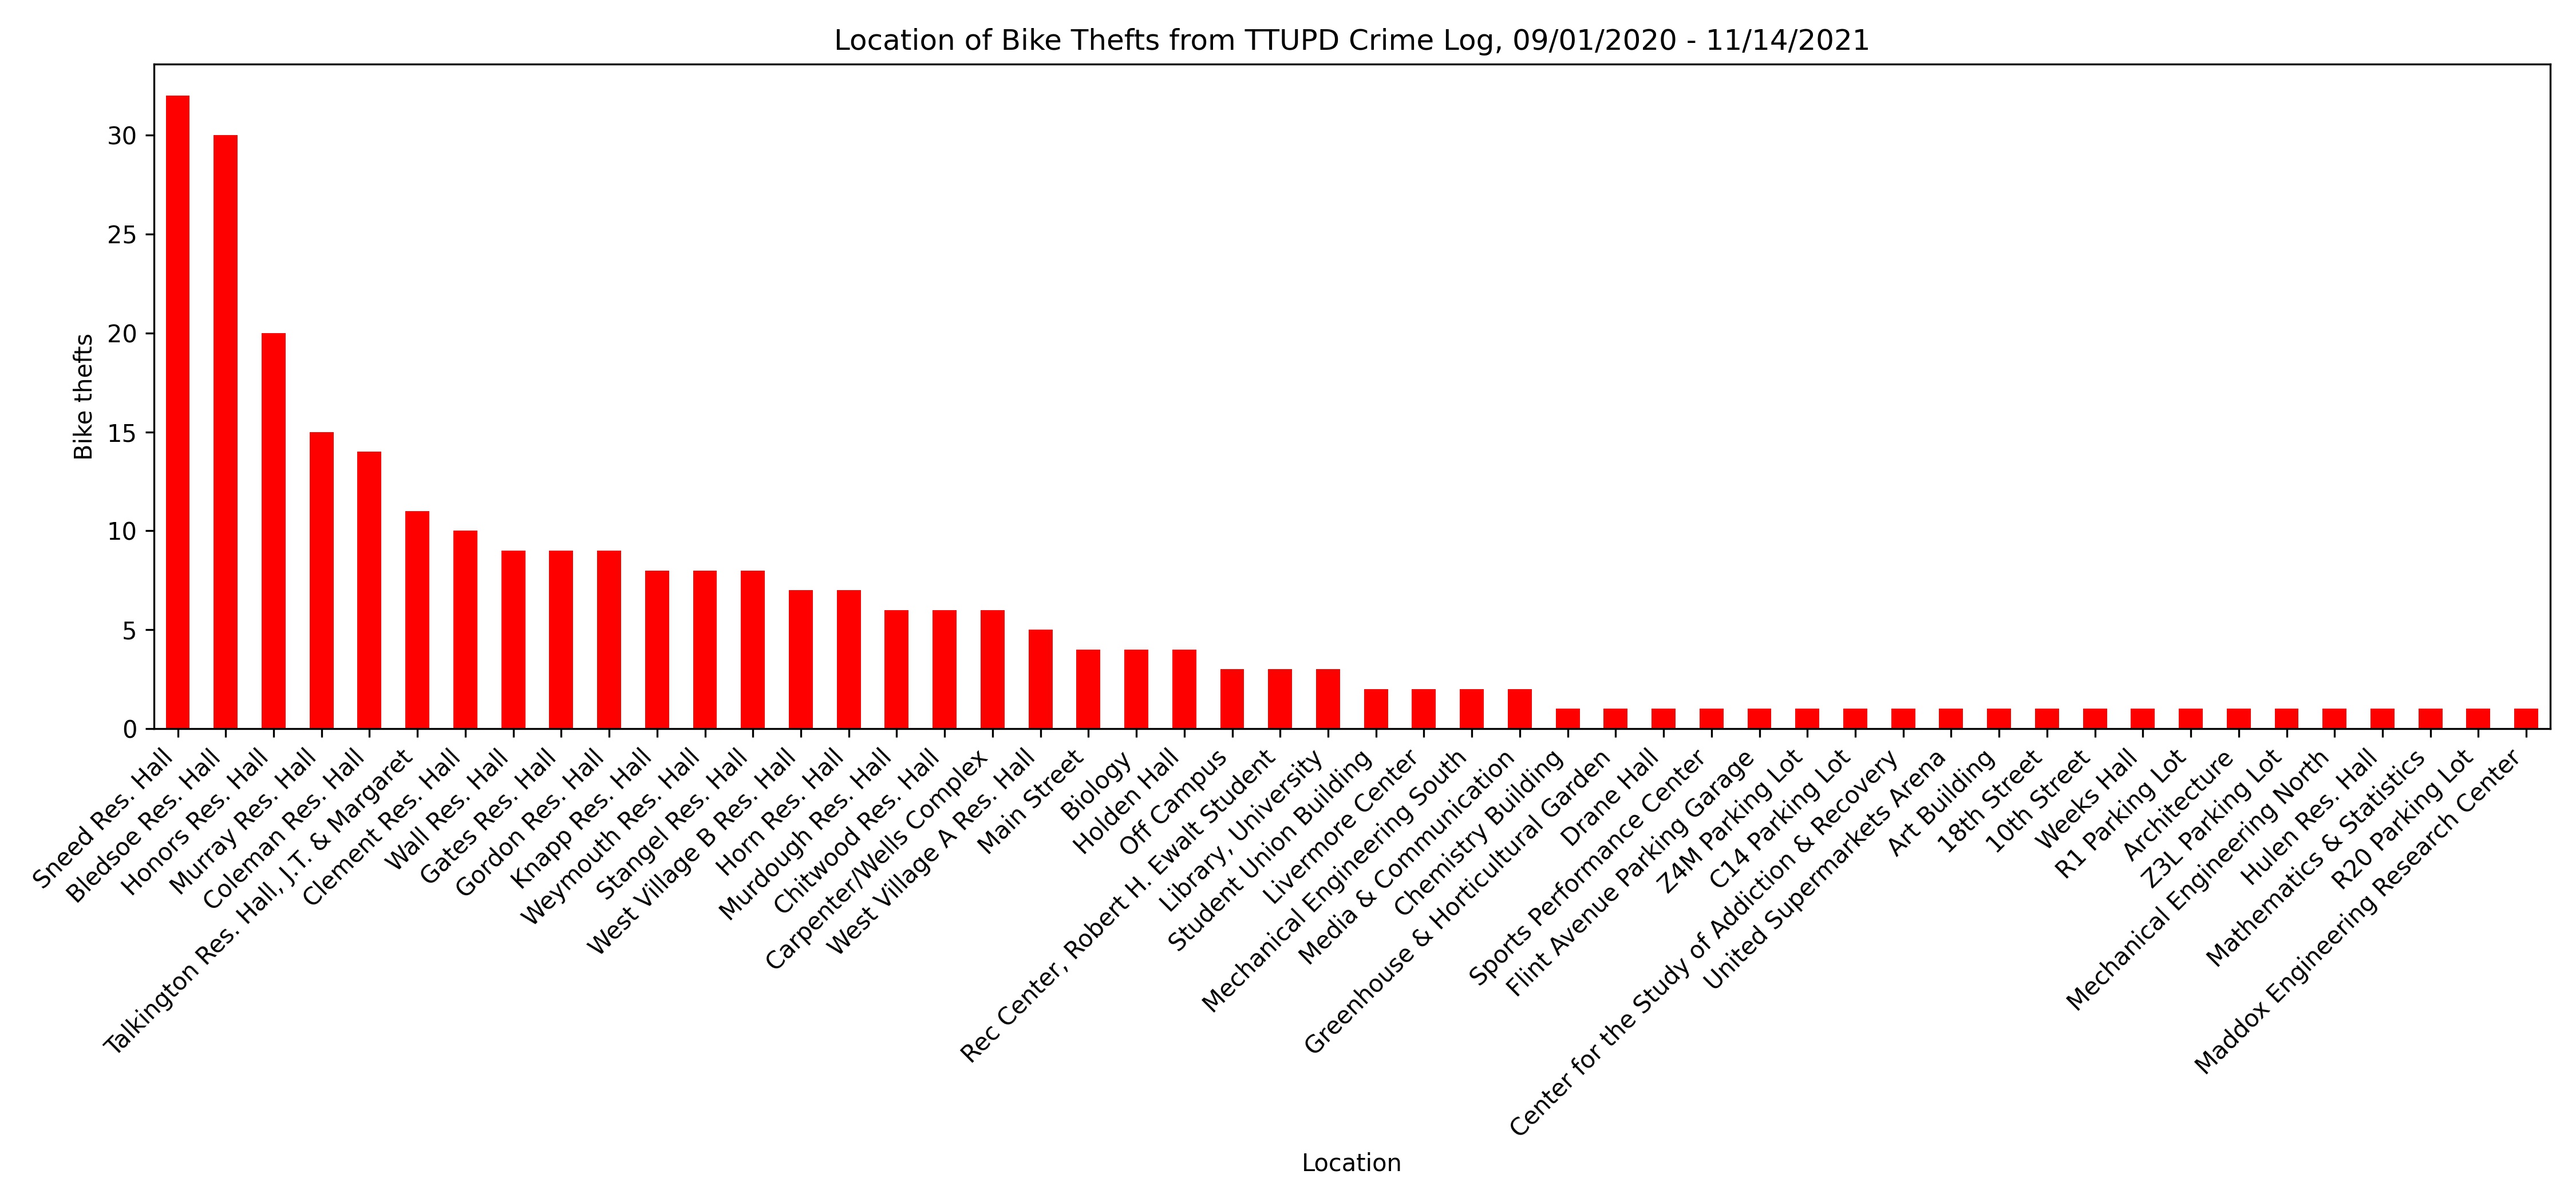 Location of Bike Thefts from TTUPD Crime Log, 09/01/2020 - 11/14/2021
Bike thefts
30
25
20
15
10
5
0
Sneed Res. Hall
Bledsoe Res. Hall
Honors Res. Hall
Murray Res. Hall
Coleman Res. Hall
Talkington Res. Hall, J.T. & Margaret
Clement Res. Hall
Wall Res. Hall
Gates Res. Hall
Gordon Res. Hall
Knapp Res. Hall
Weymouth Res. Hall
Stangel Res. Hall
West Village B Res. Hall
Horn Res. Hall
Murdough Res. Hall
Chitwood Res. Hall
Carpenter/Wells Complex
West Village A Res. Hall
Main Street
Biology
Holden Hall
Off Campus
Rec Center, Robert H. Ewalt Student
Library, University
Student Union Building
Livermore Center
Mechanical Engineering South
Media & Communication
Chemistry Building
Greenhouse & Horticultural Garden
Drane Hall
Sports Performance Center
Flint Avenue Parking Garage
Z4M Parking Lot
C14 Parking Lot
Center for the Study of Addiction & Recovery
United Supermarkets Arena
Art Building
18th Street
10th Street
Weeks Hall
R1 Parking Lot
Architecture
Z3L Parking Lot
Mechanical Engineering North
Hulen Res. Hall
Mathematics & Statistics
R20 Parking Lot
Maddox Engineering Research Center
Location